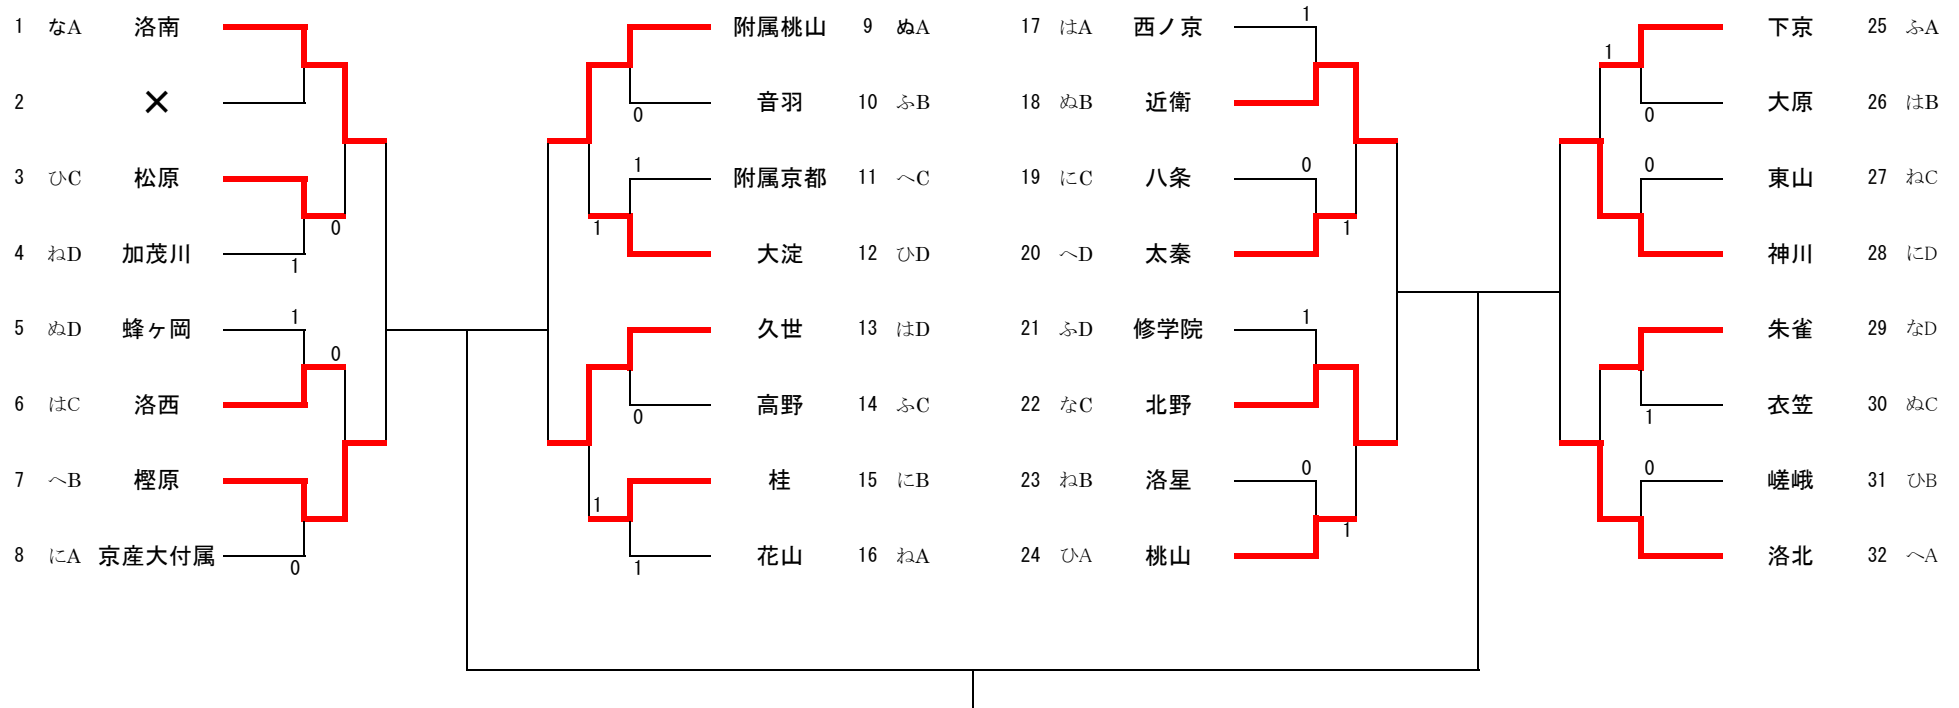 1 なA 洛南 附属桃山 9 ぬA 17 はA 西ノ京 1 下京 25 ふA
1
2 × 音羽 10 ふB 18 ぬB 近衛 大原 26 はB
0 0
1 0 0
3 ひC 松原 附属京都 11 へC 19 にC 八条 東山 27 ねC
0 1 1
4 ねD 加茂川 大淀 12 ひD 20 へD 太秦 神川 28 にD
1
1 1
5 ぬD 蜂ヶ岡 久世 13 はD 21 ふD 修学院 朱雀 29 なD
0
6 はC 洛西 高野 14 ふC 22 なC 北野 衣笠 30 ぬC
0 1
0 0
7 へB 樫原 桂 15 にB 23 ねB 洛星 嵯峨 31 ひB
1 1
8 にA 京産大付属 花山 16 ねA 24 ひA 桃山 洛北 32 へA
0 1